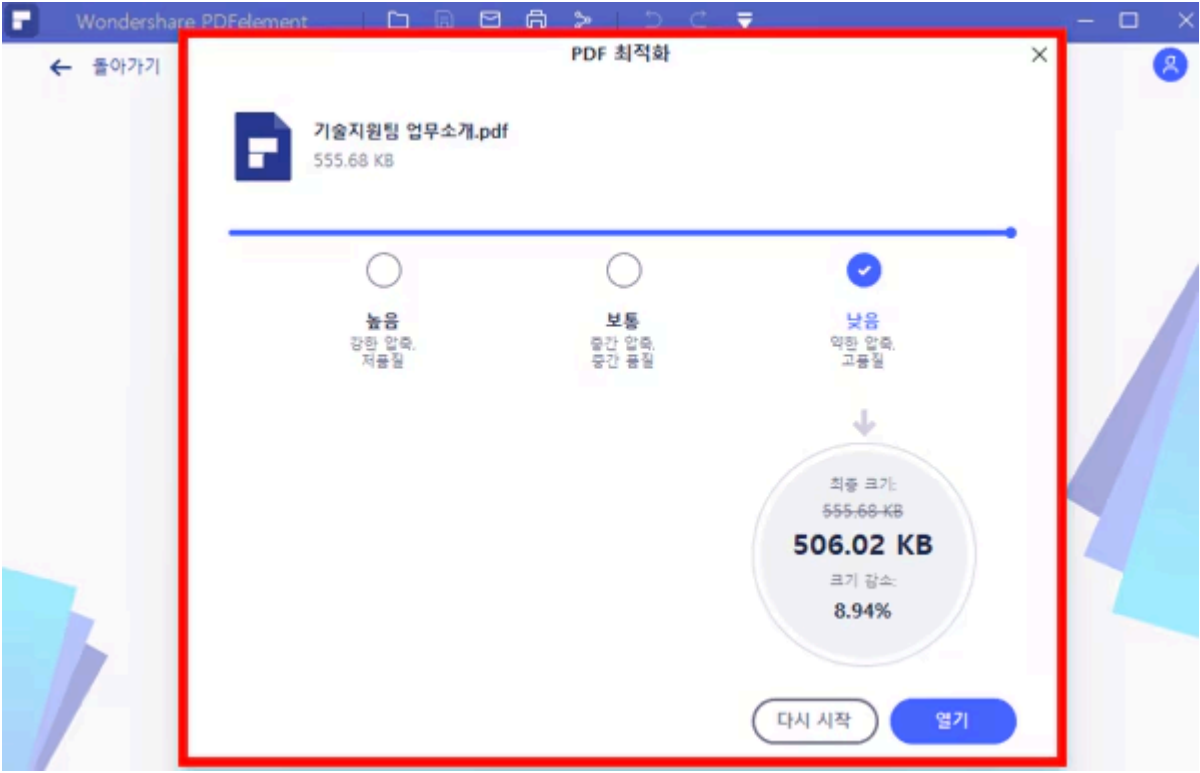 Wondershare PDFelement
돌아가기
PDF 최적화
기술지원팀 업무소개.pdf
555.68 KB
높음
강한 압축,
저품질
보통
중간 압축,
중간 품질
낮음
약한 압축,
고품질
최종 크기:
555.68 KB
506.02 KB
크기 감소:
8.94%
다시 시작
열기